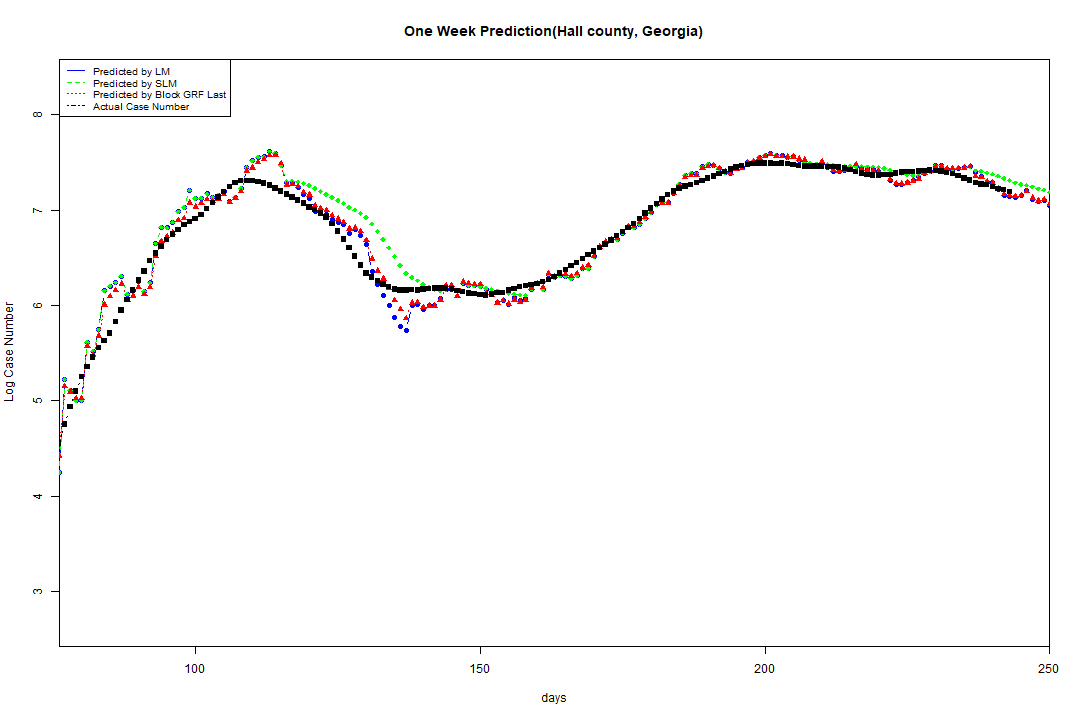 One Week Prediction(Hall county, Georgia)
Predicted by LM
Predicted by SLM
Predicted by Block GRF Last
Actual Case Number
8
7
6
5
4
3
Log Case Number
100
150
200
250
days